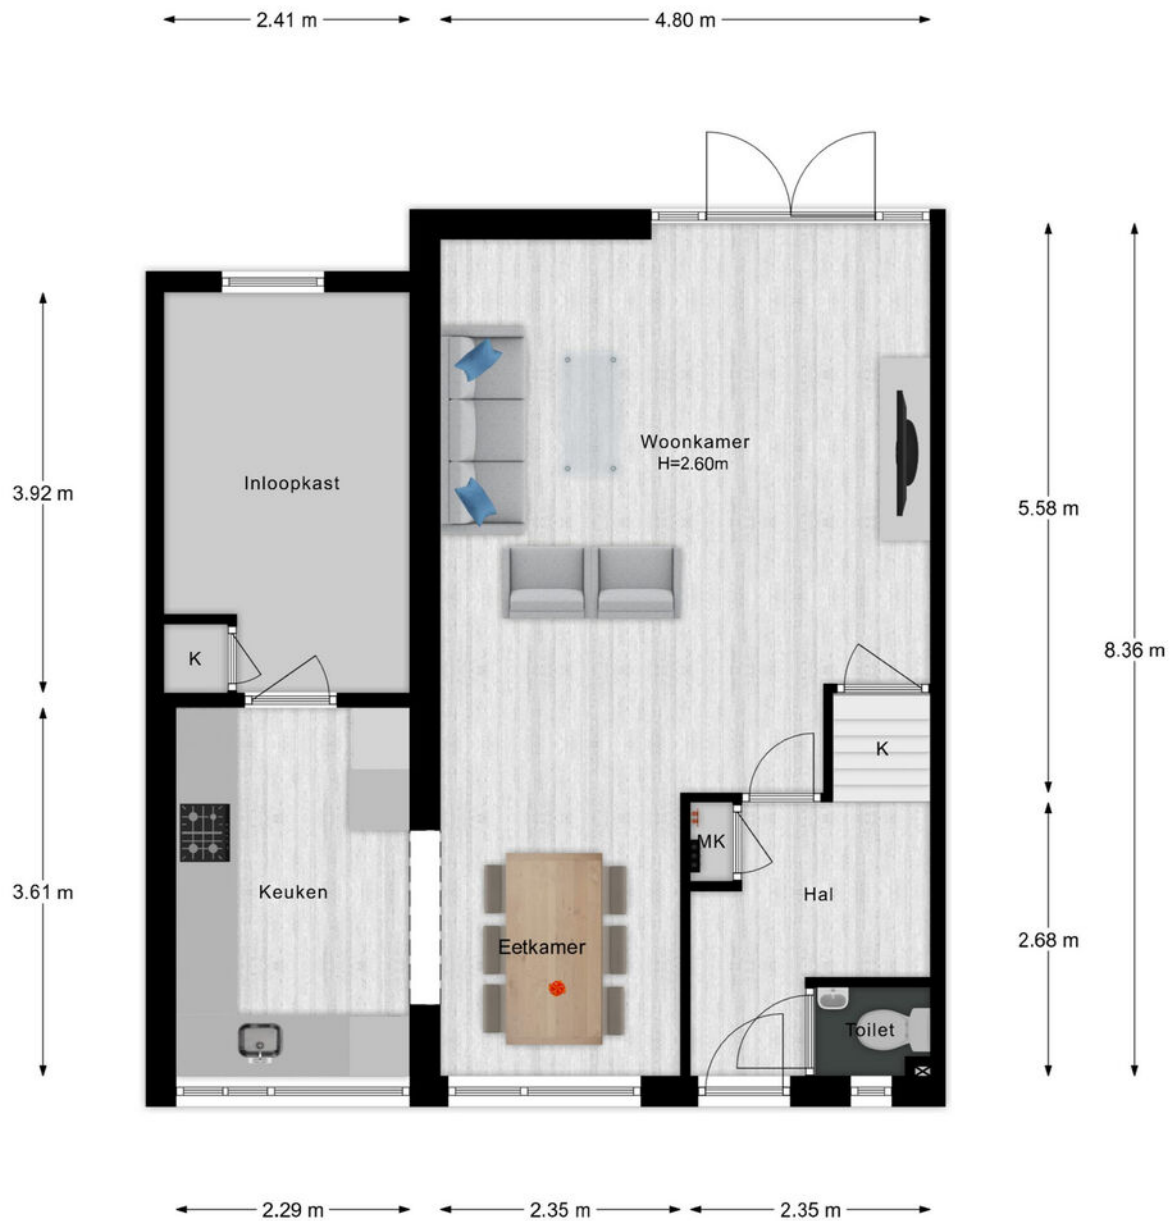 2.41 m
4.80 m
Woonkamer
H=2.60m
Inloopkast
3.92 m
5.58 m
8.36 m
K
K
MK
Keuken
Hal
3.61 m
Eetkamer
2.68 m
Toilet
2.29 m
2.35 m
2.35 m